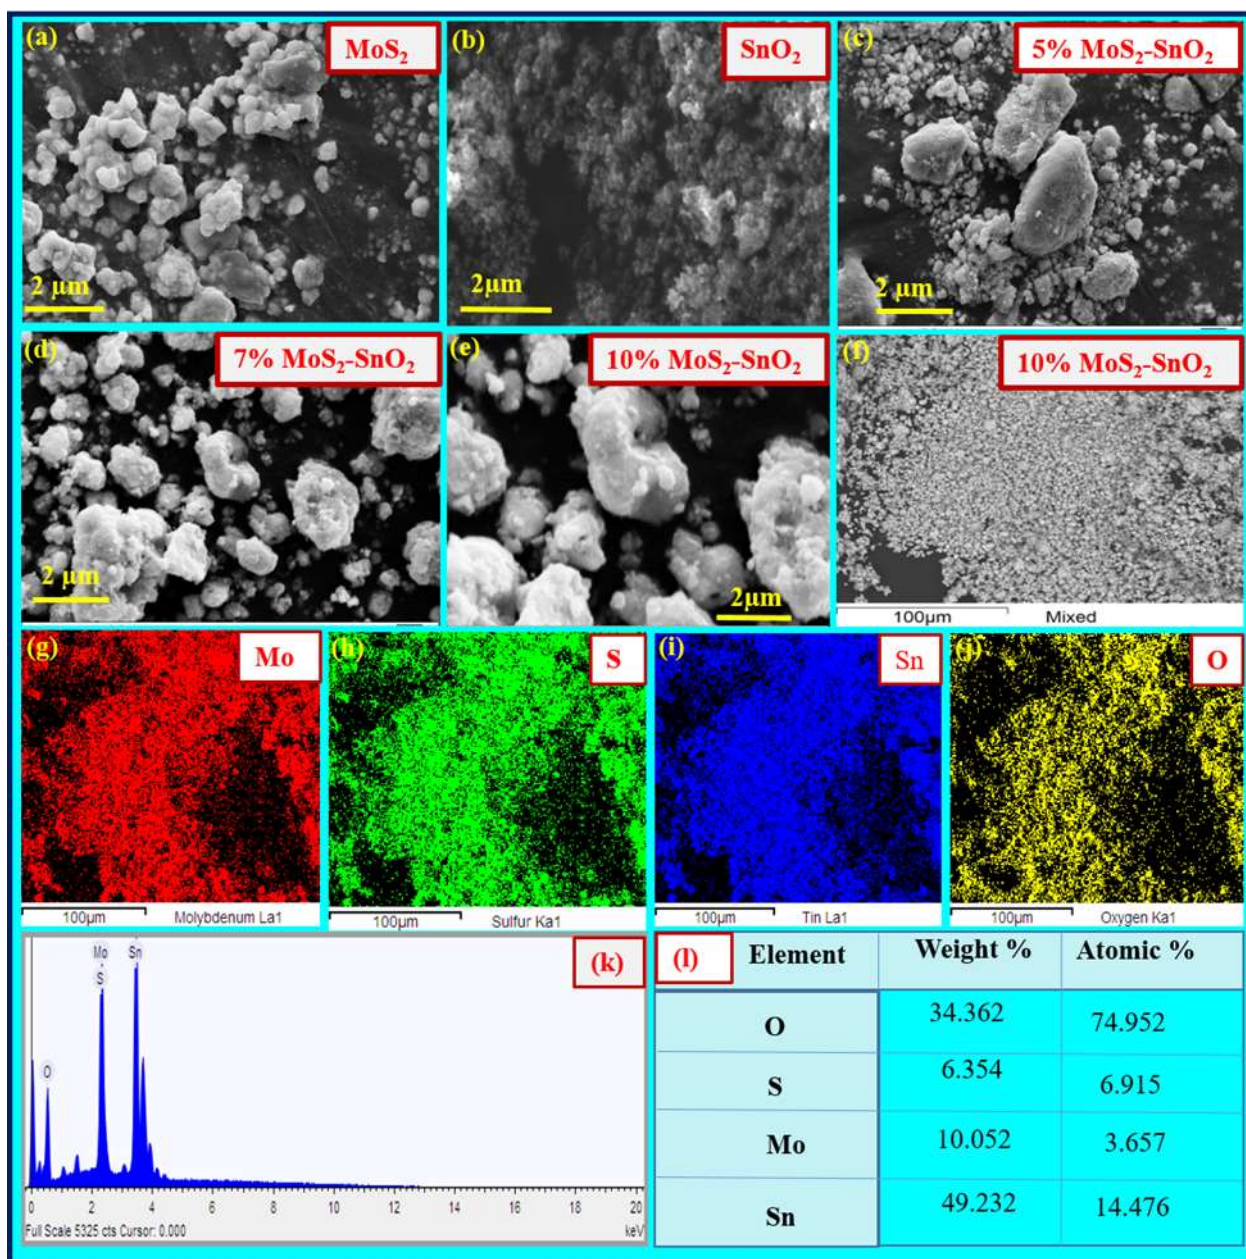 (a) MoS₂
(b) SnO₂
(c) 5% MoS₂-SnO₂
2 µm
2µm
2 µm
(d) 7% MoS₂-SnO₂
(e) 10% MoS₂-SnO₂
(f) 10% MoS₂-SnO₂
2 µm
2µm
100µm Mixed
(g) Mo
(h) S
(i) Sn
(j) O
100µm Molybdenum La1
100µm Sulfur Ka1
100µm Tin La1
100µm Oxygen Ka1
(k)
Mo
S
Sn
O
0 2 4 6 8 10 12 14 16 18 20
Full Scale 5325 cts Cursor: 0.000 keV
(l) Element Weight % Atomic %
O 34.362 74.952
S 6.354 6.915
Mo 10.052 3.657
Sn 49.232 14.476